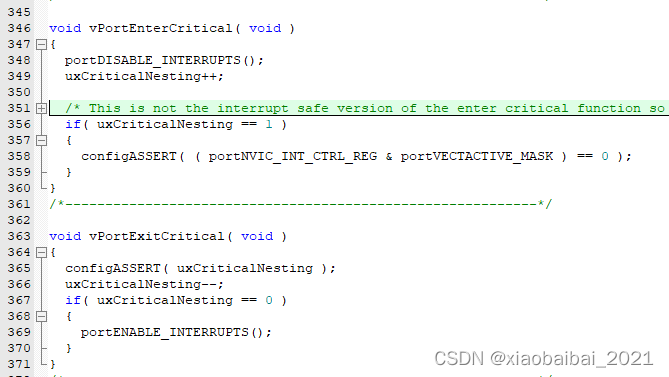 345
346 void vPortEnterCritical( void )
347 {
348 portDISABLE_INTERRUPTS();
349 uxCriticalNesting++;
350
351 /* This is not the interrupt safe version of the enter critical function so
356 if( uxCriticalNesting == 1 )
357 {
358 configASSERT( ( portNVIC_INT_CTRL_REG & portVECTACTIVE_MASK ) == 0 );
359 }
360 }
361 /*-----------------------------------------------------------*/
362
363 void vPortExitCritical( void )
364 {
365 configASSERT( uxCriticalNesting );
366 uxCriticalNesting--;
367 if( uxCriticalNesting == 0 )
368 {
369 portENABLE_INTERRUPTS();
370 }
371 }
CSDN @xiaobaibai_2021